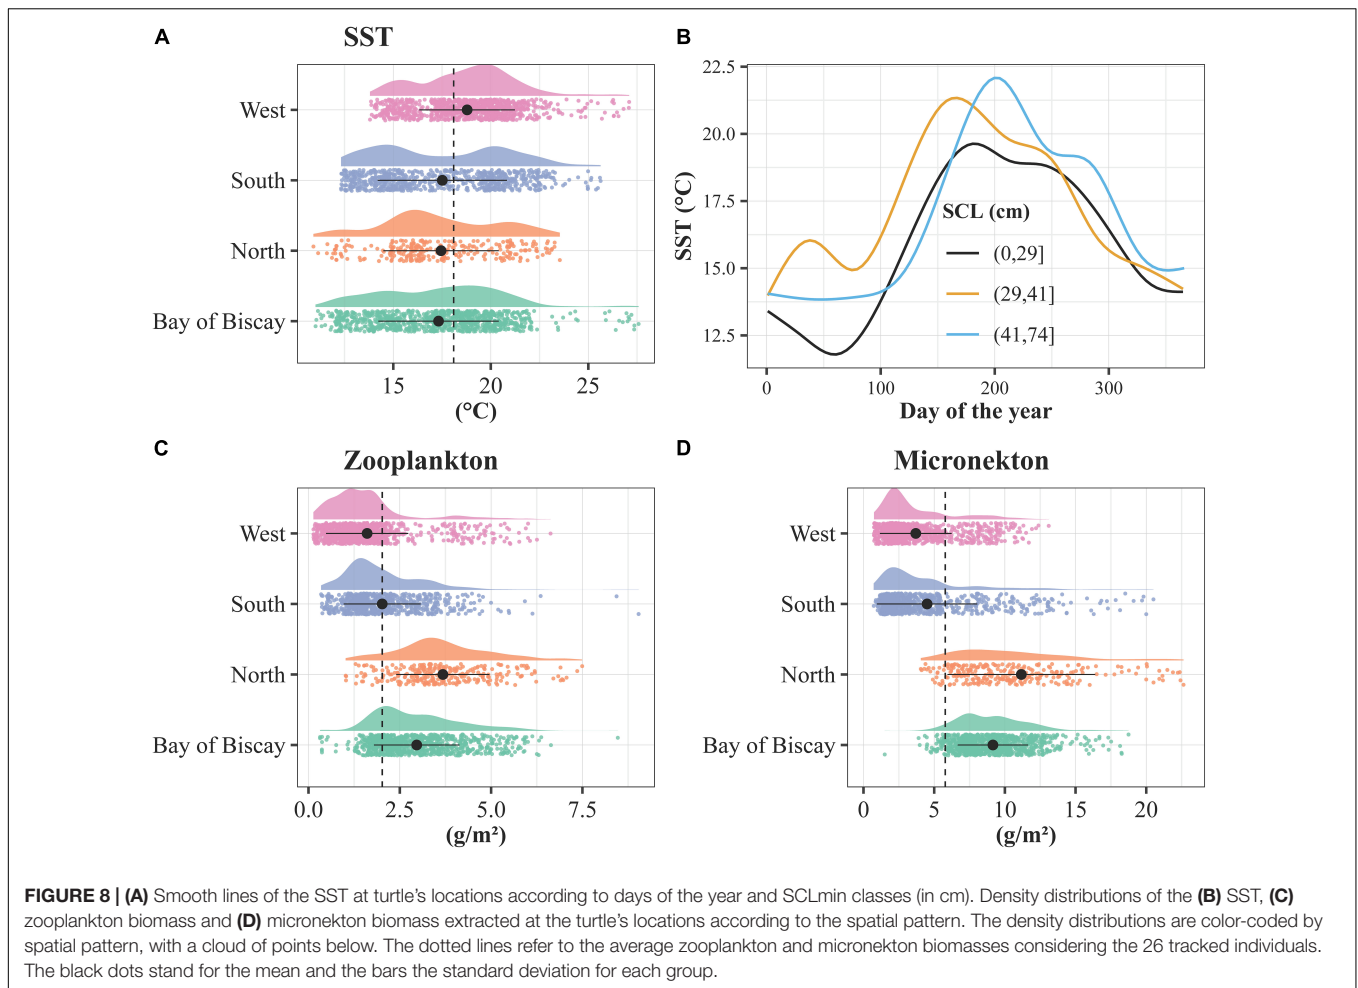 A
SST
West
South
North
Bay of Biscay
15 20 25
(°C)
B
22.5
20.0
17.5
15.0
12.5
SST (°C)
SCL (cm)
(0,29]
(29,41]
(41,74]
0 100 200 300
Day of the year
C
Zooplankton
West
South
North
Bay of Biscay
0.0 2.5 5.0 7.5
(g/m²)
D
Micronekton
West
South
North
Bay of Biscay
0 5 10 15 20
(g/m²)
FIGURE 8 | (A) Smooth lines of the SST at turtle's locations according to days of the year and SCLmin classes (in cm). Density distributions of the (B) SST, (C)
zooplankton biomass and (D) micronekton biomass extracted at the turtle's locations according to the spatial pattern. The density distributions are color-coded by
spatial pattern, with a cloud of points below. The dotted lines refer to the average zooplankton and micronekton biomasses considering the 26 tracked individuals.
The black dots stand for the mean and the bars the standard deviation for each group.